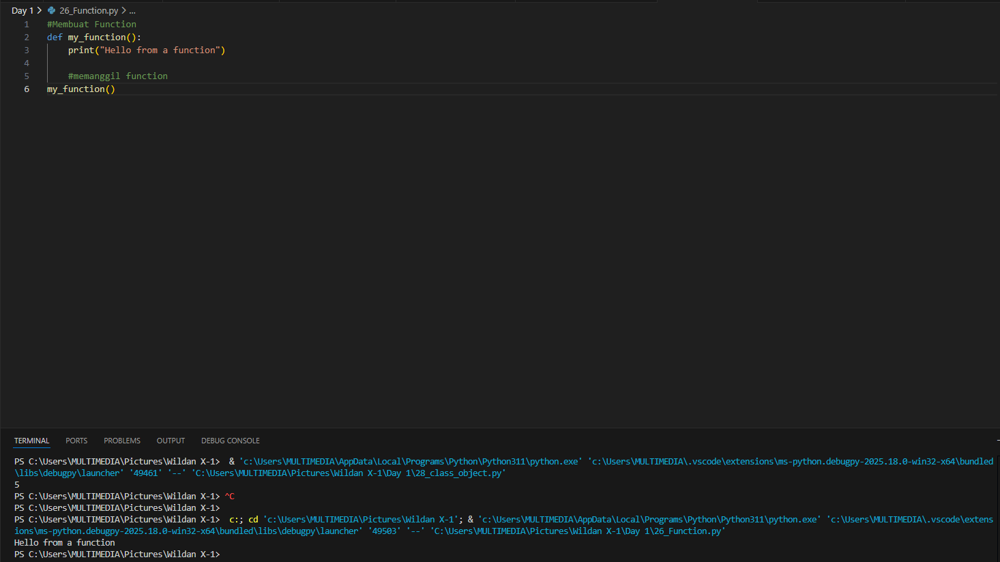 Day 1 > 26_Function.py > ...
1 #Membuat Function
2 def my_function():
3     print("Hello from a function")
4
5     #memanggil function
6 my_function()
TERMINAL PORTS PROBLEMS OUTPUT DEBUG CONSOLE
PS C:\Users\MULTIMEDIA\Pictures\Wildan X-1>  & 'c:\Users\MULTIMEDIA\AppData\Local\Programs\Python\Python311\python.exe' 'c:\Users\MULTIMEDIA\.vscode\extensions\ms-python.debugpy-2025.18.0-win32-x64\bundled
\libs\debugpy\launcher' '49461' '--' 'C:\Users\MULTIMEDIA\Pictures\Wildan X-1\Day 1\28_class_object.py'
5
PS C:\Users\MULTIMEDIA\Pictures\Wildan X-1> ^C
PS C:\Users\MULTIMEDIA\Pictures\Wildan X-1>
PS C:\Users\MULTIMEDIA\Pictures\Wildan X-1>  c:; cd 'c:\Users\MULTIMEDIA\Pictures\Wildan X-1'; & 'c:\Users\MULTIMEDIA\AppData\Local\Programs\Python\Python311\python.exe' 'c:\Users\MULTIMEDIA\.vscode\extens
ions\ms-python.debugpy-2025.18.0-win32-x64\bundled\libs\debugpy\launcher' '49503' '--' 'C:\Users\MULTIMEDIA\Pictures\Wildan X-1\Day 1\26_Function.py'
Hello from a function
PS C:\Users\MULTIMEDIA\Pictures\Wildan X-1>